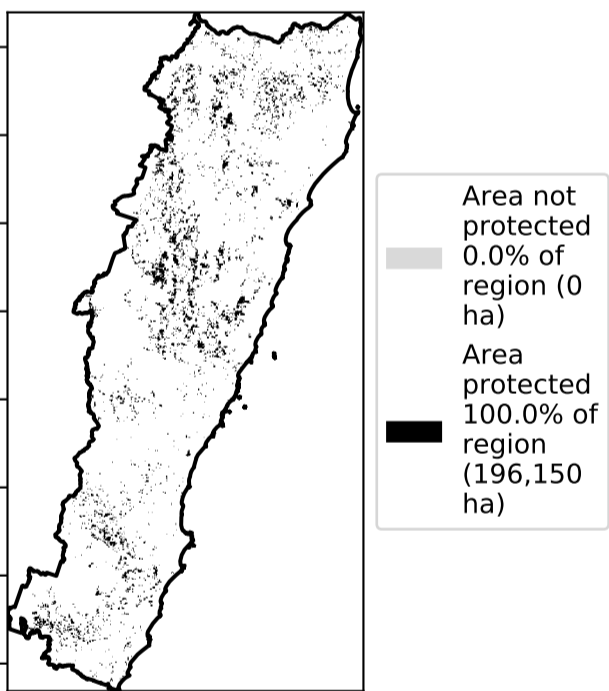 Area not
protected
0.0% of
region (0
ha)
Area
protected
100.0% of
region
(196,150
ha)